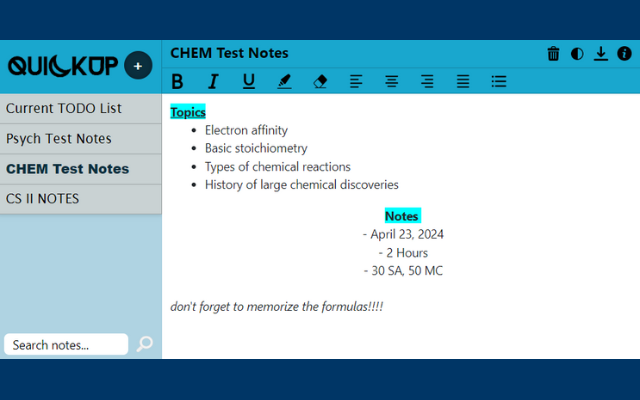 QUICKUP
+
Current TODO List
Psych Test Notes
CHEM Test Notes
CS II NOTES
Search notes...
CHEM Test Notes
B I U
Topics
• Electron affinity
• Basic stoichiometry
• Types of chemical reactions
• History of large chemical discoveries
Notes
- April 23, 2024
- 2 Hours
- 30 SA, 50 MC
don't forget to memorize the formulas!!!!